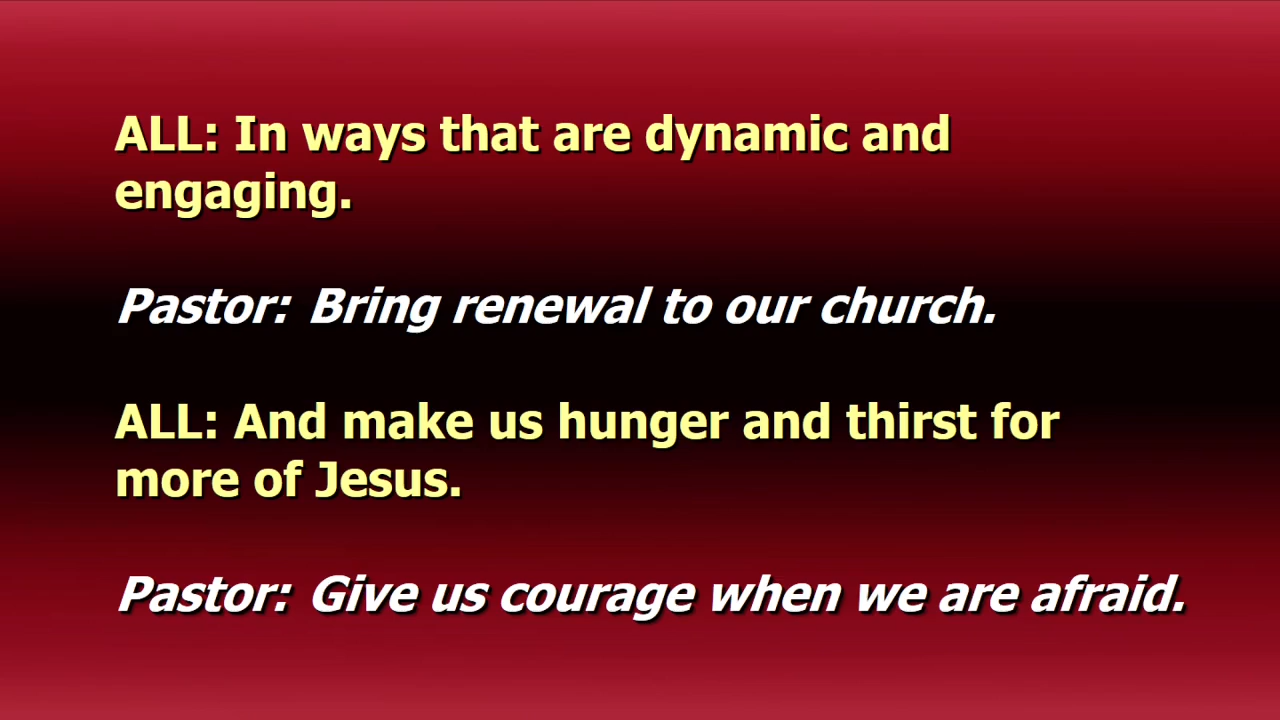 ALL: In ways that are dynamic and
engaging.
Pastor: Bring renewal to our church.
ALL: And make us hunger and thirst for
more of Jesus.
Pastor: Give us courage when we are afraid.